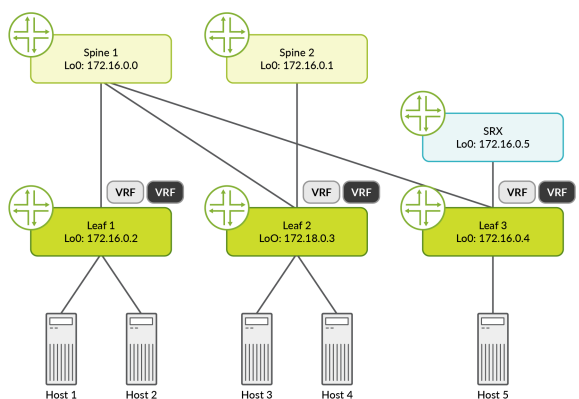 Spine 1
Lo0: 172.16.0.0
Spine 2
Lo0: 172.16.0.1
SRX
Lo0: 172.16.0.5
VRF
VRF
VRF
VRF
VRF
VRF
Leaf 1
Lo0: 172.16.0.2
Leaf 2
LoO: 172.18.0.3
Leaf 3
Lo0: 172.16.0.4
Host 1
Host 2
Host 3
Host 4
Host 5